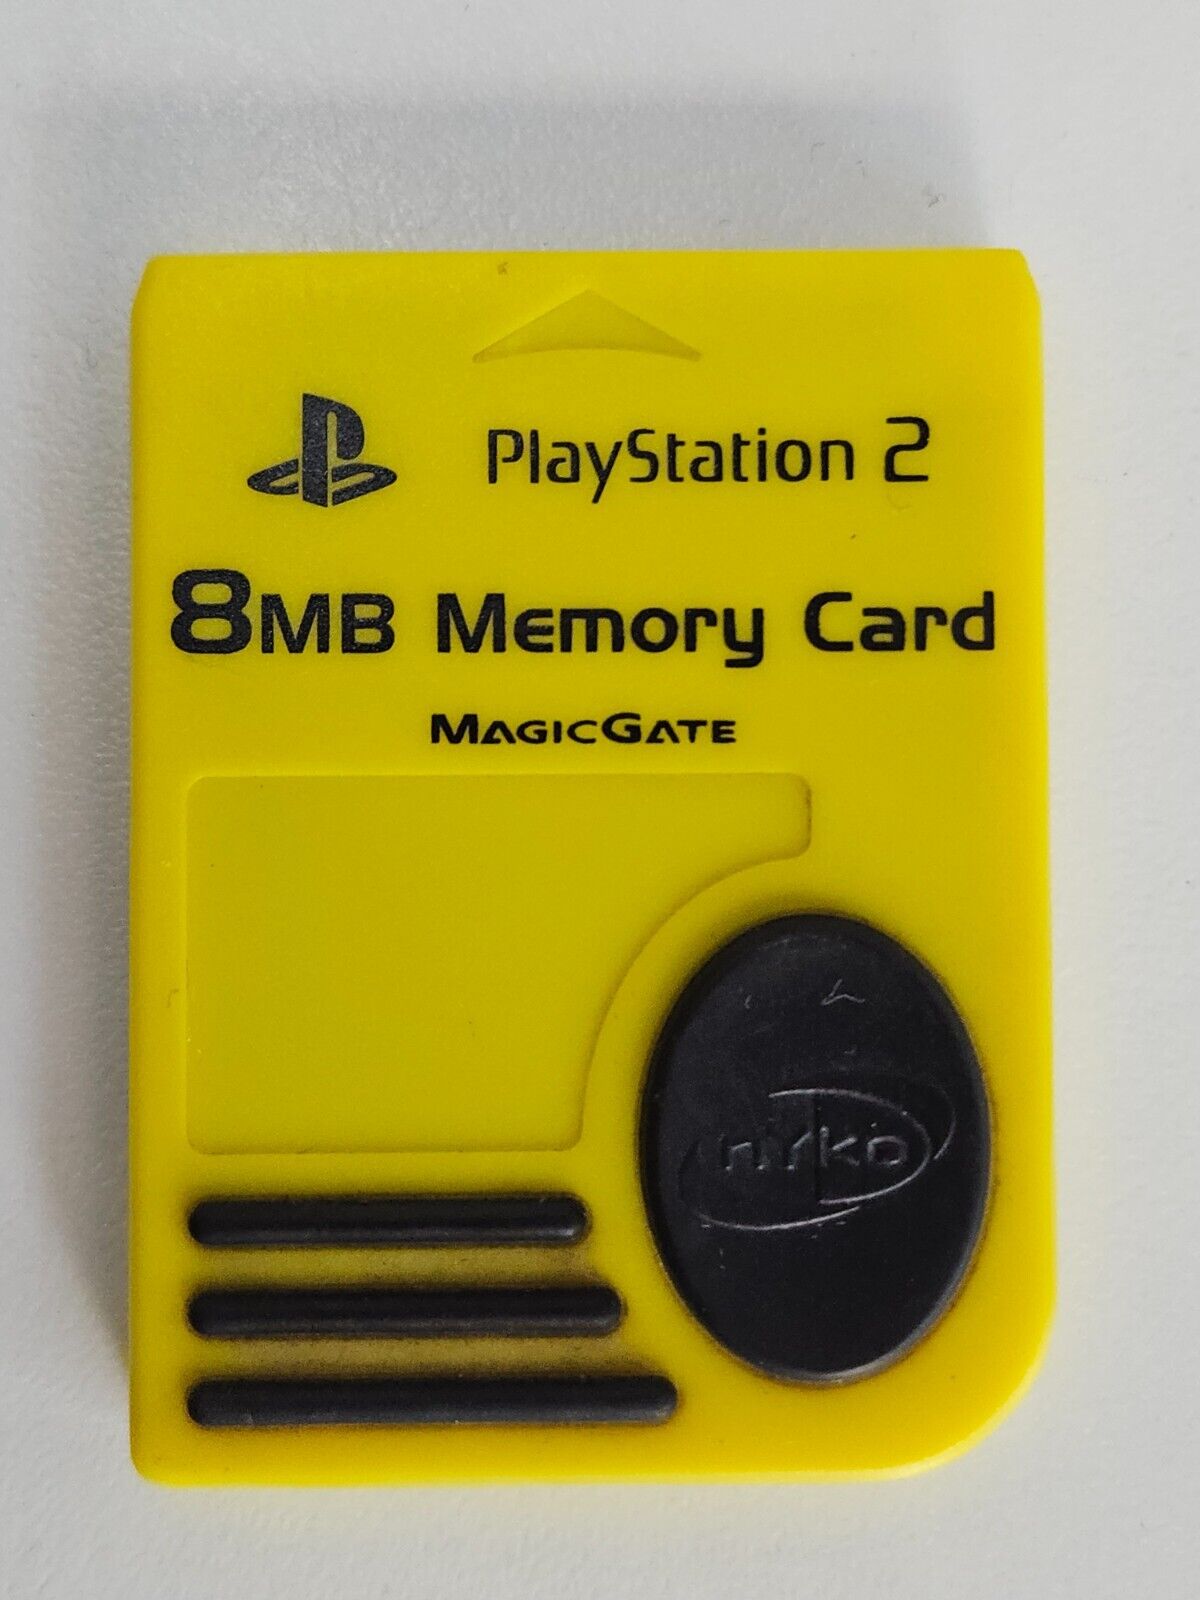 PlayStation 2
8MB Memory Card
MAGICGATE
nyko